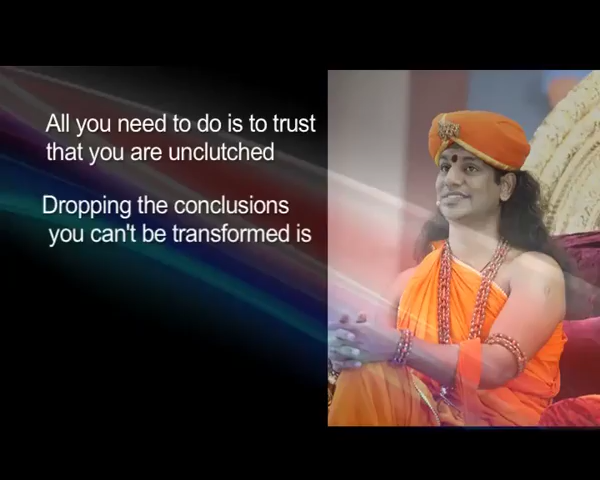 All you need to do is to trust
that you are unclutched
Dropping the conclusions
you can't be transformed is